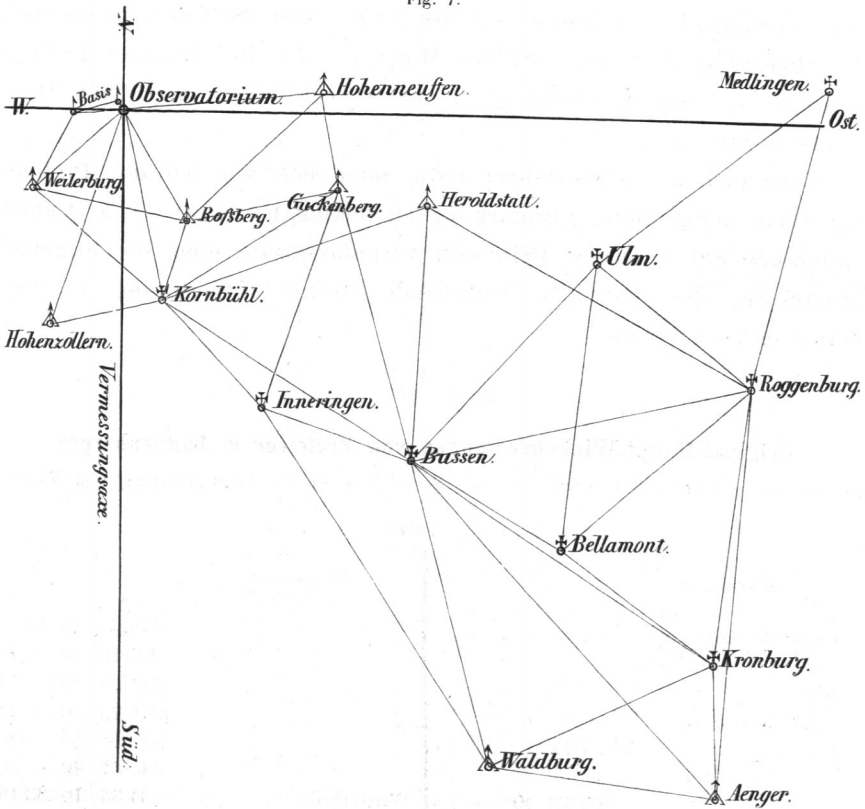 Fig. 7.
N.
Basis
Observatorium.
Hohenneuffen.
Medlingen.
W.
Ost.
Weilerburg.
Roßberg.
Guckenberg.
Heroldstatt.
Ulm.
Kornbühl.
Hohenzollern.
Roggenburg.
Inneringen.
Vermessungsaxe.
Bussen.
Bellamont.
Kronburg.
Süd.
Waldburg.
Aenger.